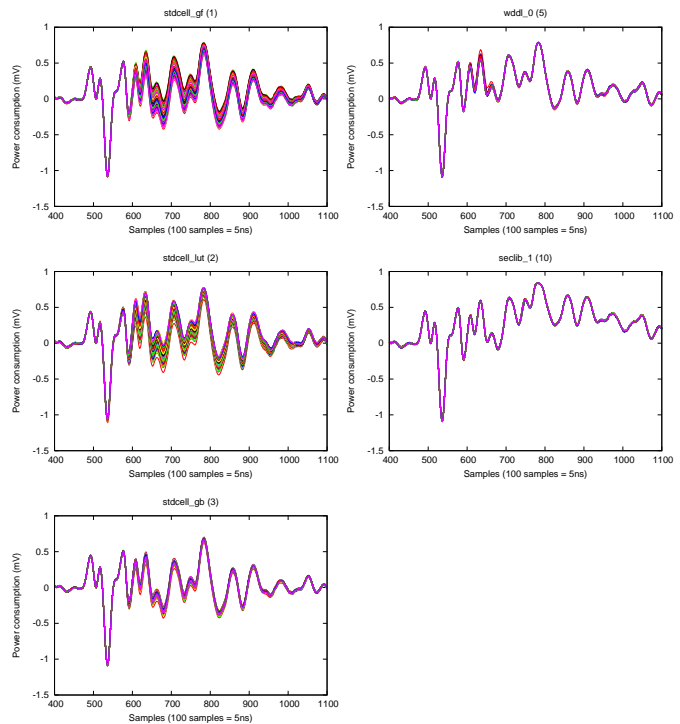 stdcell_gf (1)
1
0.5
0
-0.5
-1
-1.5
Power consumption (mV)
400 500 600 700 800 900 1000 1100
Samples (100 samples = 5ns)
wddl_0 (5)
1
0.5
0
-0.5
-1
-1.5
Power consumption (mV)
400 500 600 700 800 900 1000 1100
Samples (100 samples = 5ns)
stdcell_lut (2)
1
0.5
0
-0.5
-1
-1.5
Power consumption (mV)
400 500 600 700 800 900 1000 1100
Samples (100 samples = 5ns)
seclib_1 (10)
1
0.5
0
-0.5
-1
-1.5
Power consumption (mV)
400 500 600 700 800 900 1000 1100
Samples (100 samples = 5ns)
stdcell_gb (3)
1
0.5
0
-0.5
-1
-1.5
Power consumption (mV)
400 500 600 700 800 900 1000 1100
Samples (100 samples = 5ns)